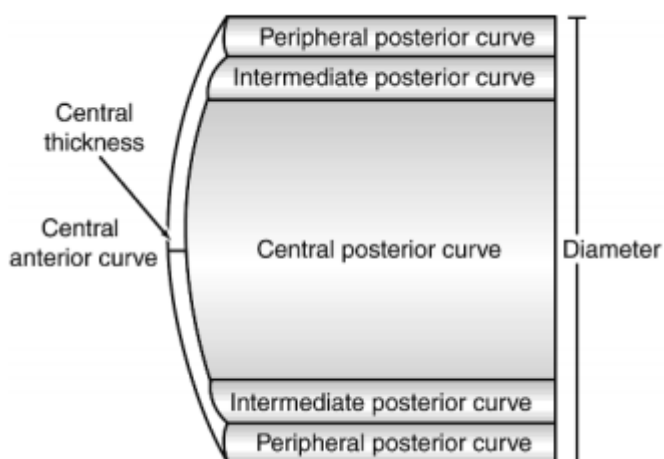 Peripheral posterior curve
Intermediate posterior curve
Central
thickness
Central
anterior curve
Central posterior curve
Diameter
Intermediate posterior curve
Peripheral posterior curve